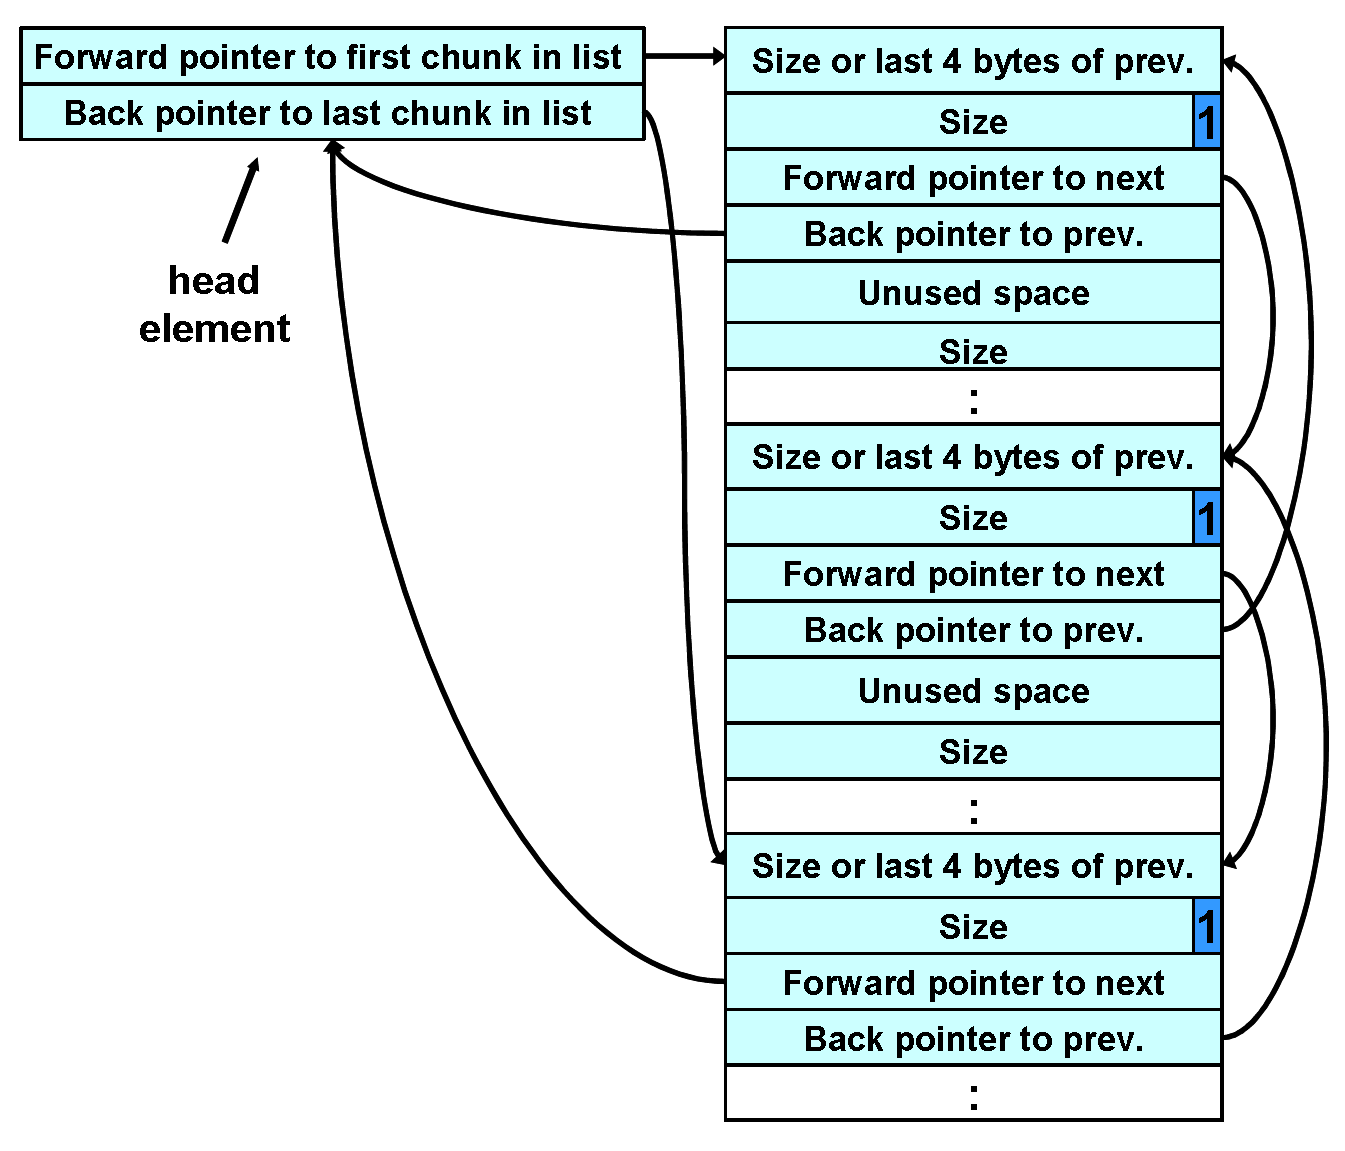 Forward pointer to first chunk in list
Back pointer to last chunk in list
head
element
Size or last 4 bytes of prev.
Size 1
Forward pointer to next
Back pointer to prev.
Unused space
Size
:
Size or last 4 bytes of prev.
Size 1
Forward pointer to next
Back pointer to prev.
Unused space
Size
:
Size or last 4 bytes of prev.
Size 1
Forward pointer to next
Back pointer to prev.
: